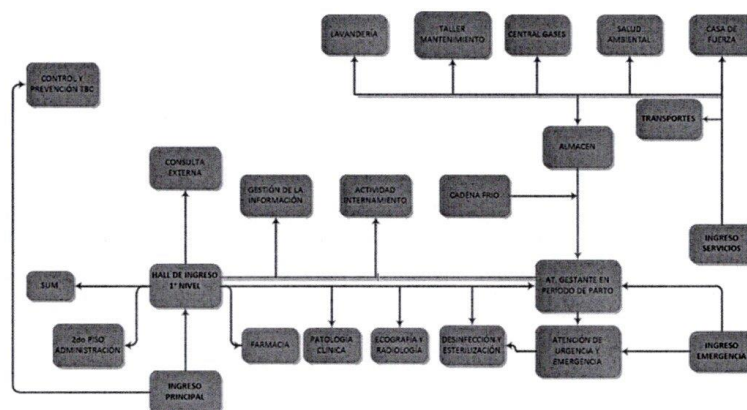 LAVANDERÍA
TALLER
MANTENIMIENTO
CENTRAL GASES
SALUD
AMBIENTAL
CASA DE
FUERZA
CONTROL Y
PREVENCIÓN TBC
TRANSPORTES
ALMACEN
CONSULTA
EXTERNA
GESTIÓN DE LA
INFORMACIÓN
ACTIVIDAD
INTERNAMIENTO
CADENA FRIO
INGRESO
SERVICIOS
HALL DE INGRESO
1° NIVEL
AT. GESTANTE EN
PERIODO DE PARTO
SUM
2do PISO
ADMINISTRACIÓN
FARMACIA
PATOLOGÍA
CLINICA
ECOGRAFIA Y
RADIOLOGÍA
DESINFECCIÓN Y
ESTERILIZACIÓN
ATENCIÓN DE
URGENCIA Y
EMERGENCIA
INGRESO
EMERGENCIA
INGRESO
PRINCIPAL